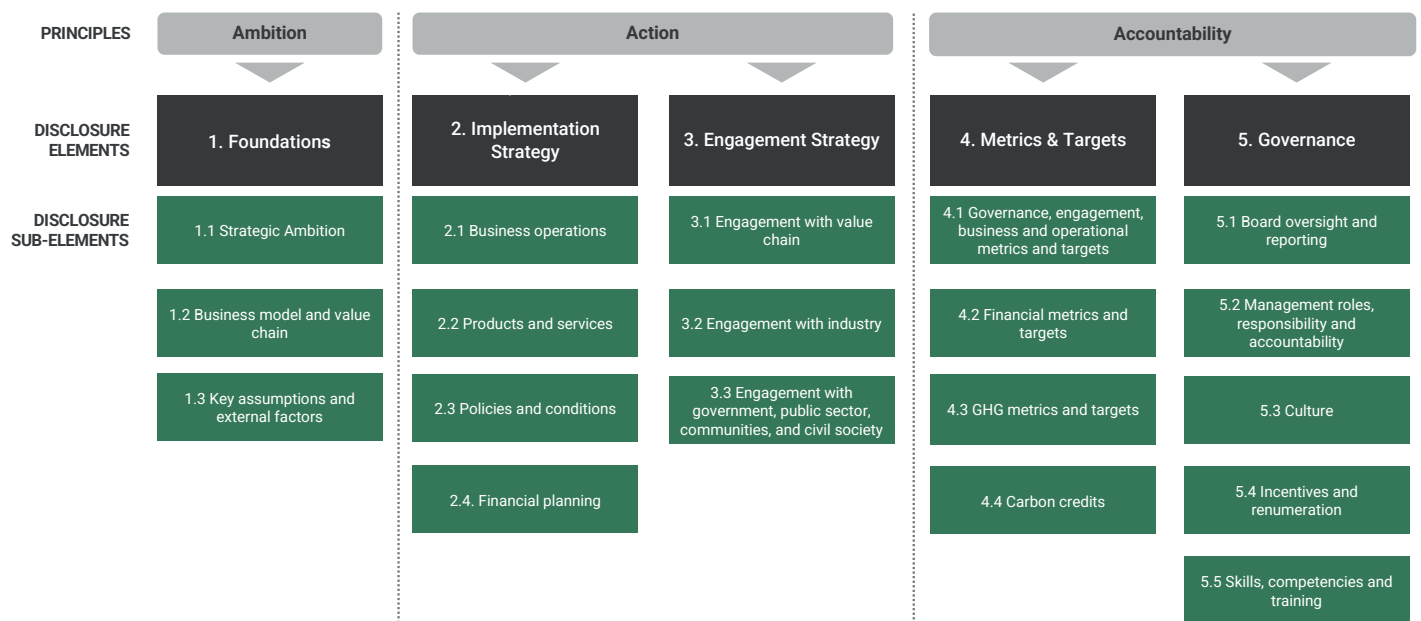 PRINCIPLES
Ambition
Action
Accountability
DISCLOSURE
ELEMENTS
1. Foundations
2. Implementation
Strategy
3. Engagement Strategy
4. Metrics & Targets
5. Governance
DISCLOSURE
SUB-ELEMENTS
1.1 Strategic Ambition
2.1 Business operations
3.1 Engagement with value
chain
4.1 Governance, engagement,
business and operational
metrics and targets
5.1 Board oversight and
reporting
1.2 Business model and value
chain
2.2 Products and services
3.2 Engagement with industry
4.2 Financial metrics and
targets
5.2 Management roles,
responsibility and
accountability
1.3 Key assumptions and
external factors
2.3 Policies and conditions
3.3 Engagement with
government, public sector,
communities, and civil society
4.3 GHG metrics and targets
5.3 Culture
2.4. Financial planning
4.4 Carbon credits
5.4 Incentives and
renumeration
5.5 Skills, competencies and
training